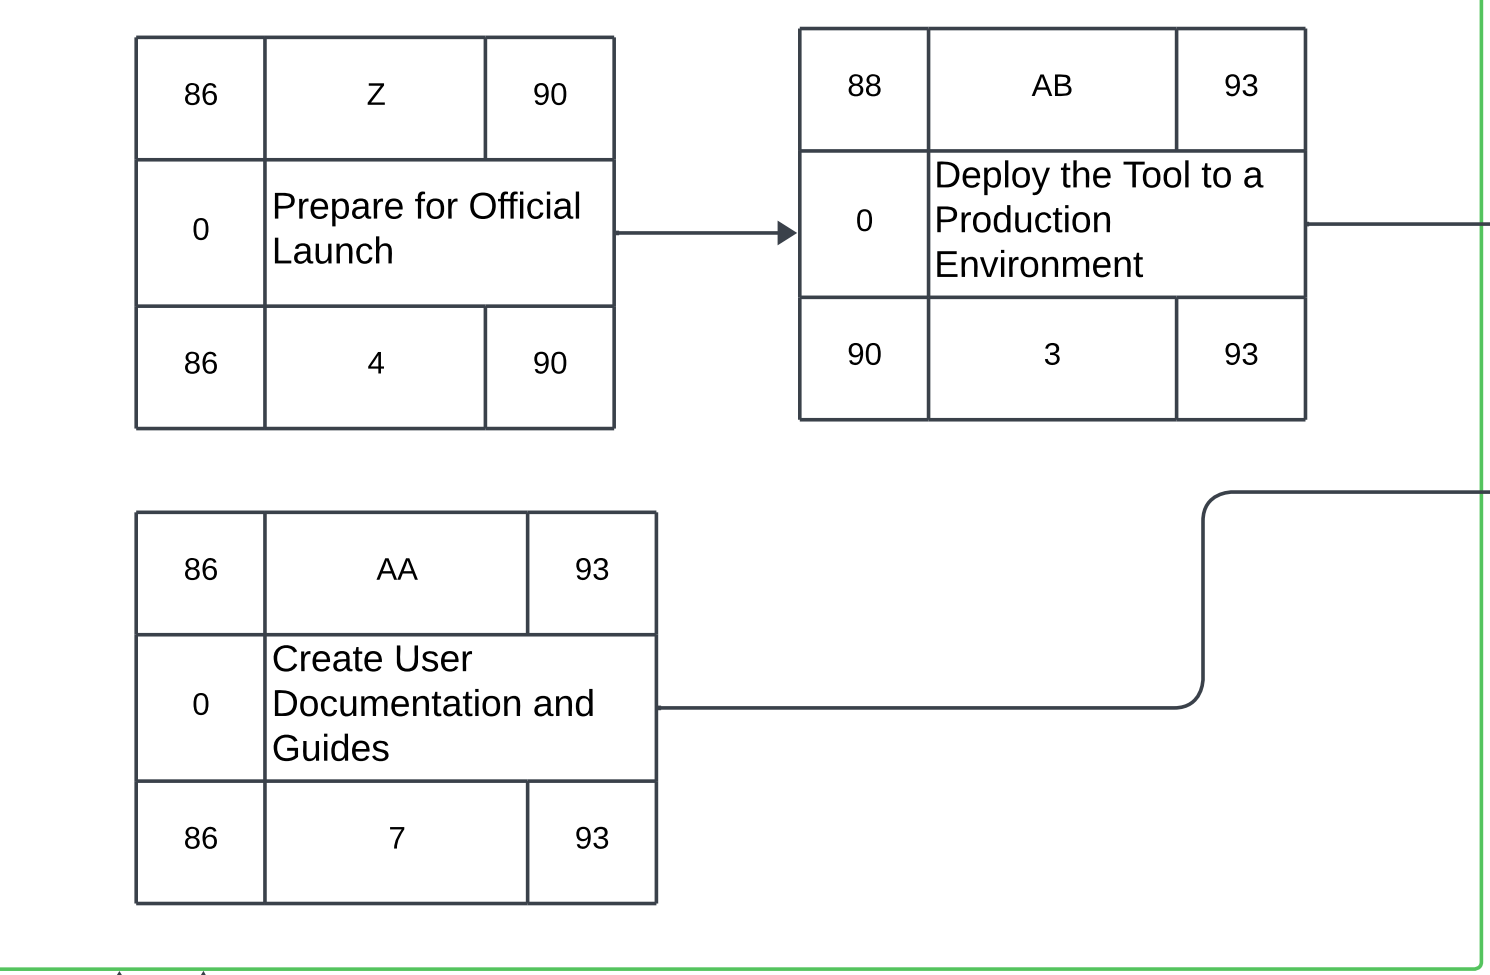 86 Z 90
0 Prepare for Official
Launch
86 4 90
88 AB 93
0 Deploy the Tool to a
Production
Environment
90 3 93
86 AA 93
0 Create User
Documentation and
Guides
86 7 93